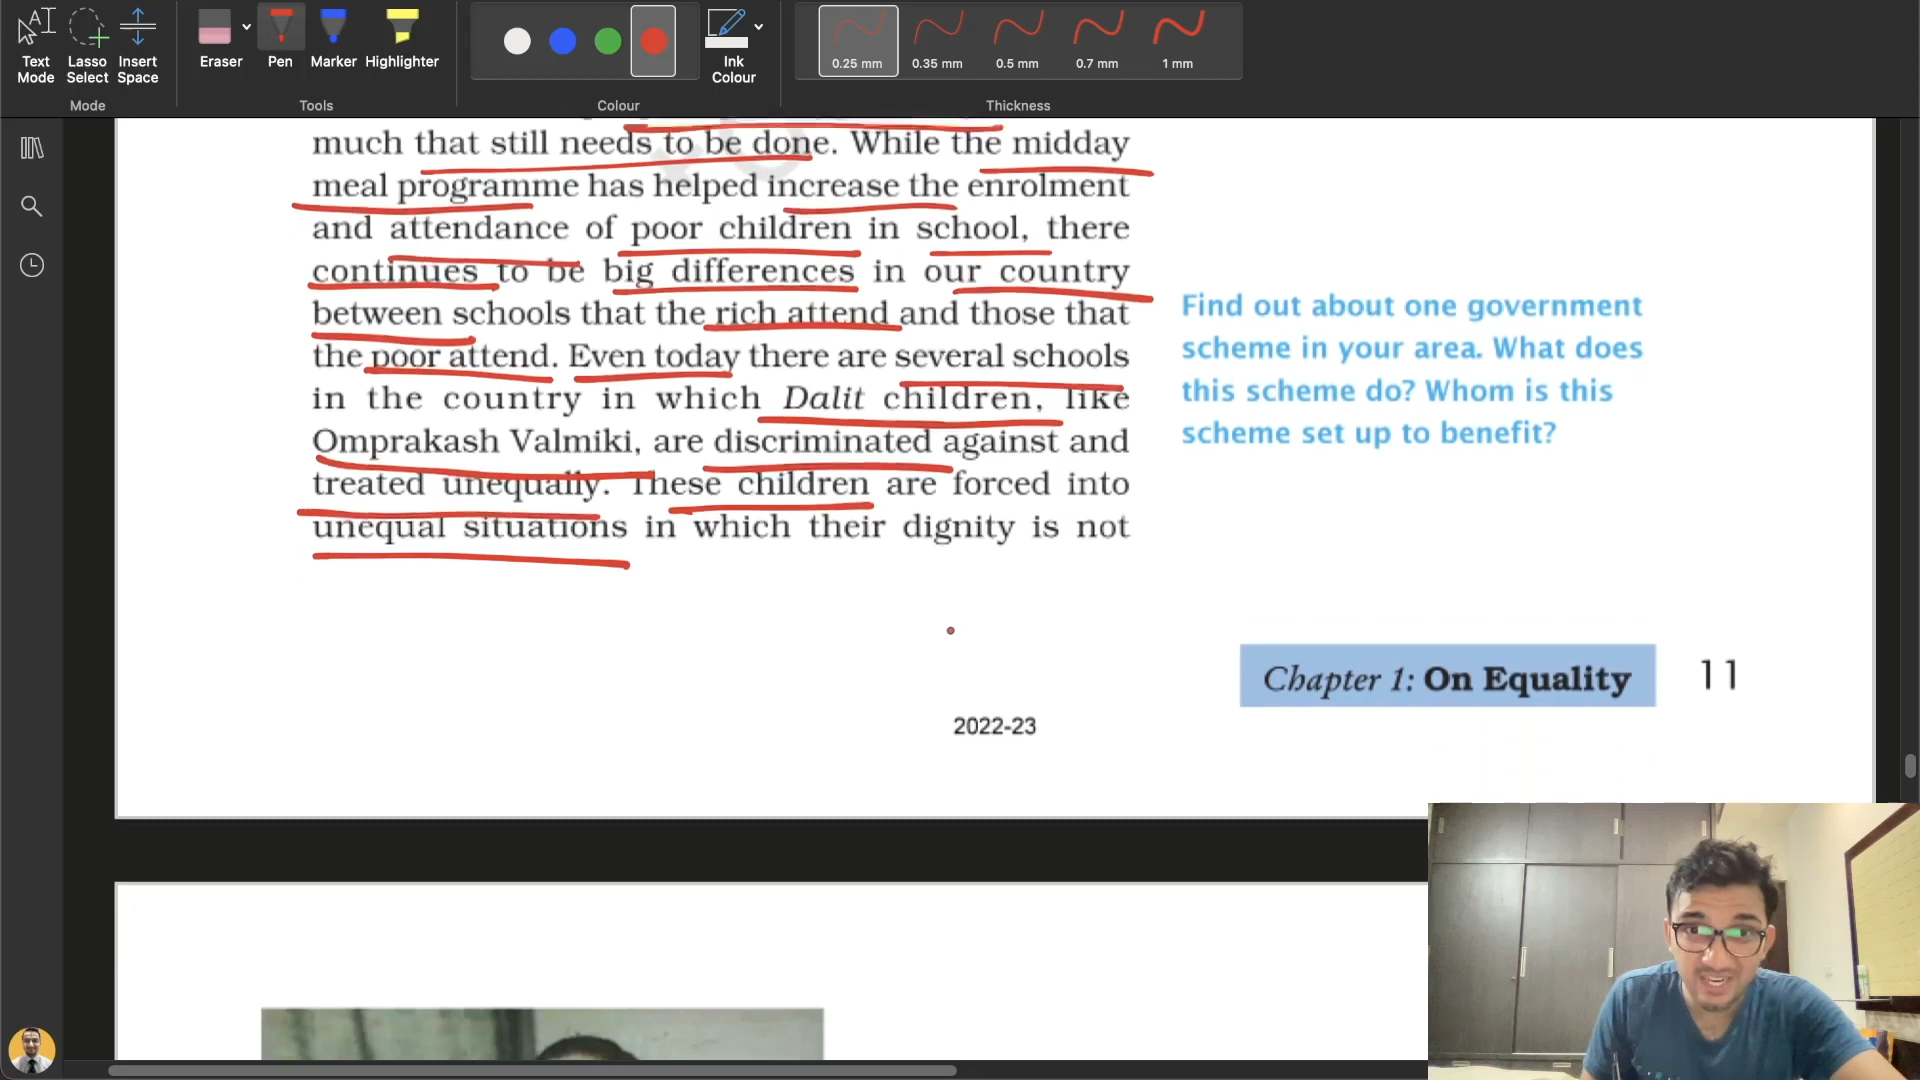 Text Mode
Lasso Select
Insert Space
Mode
Eraser
Pen
Marker
Highlighter
Tools
Ink Colour
Colour
0.25 mm
0.35 mm
0.5 mm
0.7 mm
1 mm
Thickness
much that still needs to be done. While the midday
meal programme has helped increase the enrolment
and attendance of poor children in school, there
continues to be big differences in our country
between schools that the rich attend and those that
the poor attend. Even today there are several schools
in the country in which Dalit children, like
Omprakash Valmiki, are discriminated against and
treated unequally. These children are forced into
unequal situations in which their dignity is not
Find out about one government
scheme in your area. What does
this scheme do? Whom is this
scheme set up to benefit?
Chapter 1: On Equality 11
2022-23